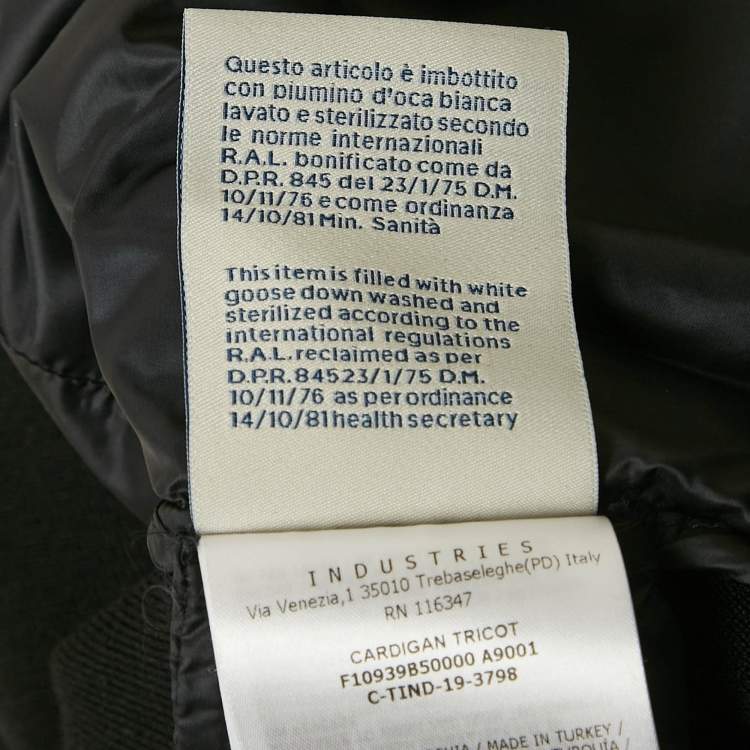 Questo articolo è imbottito
con piumino d'oca bianca
lavato e sterilizzato secondo
le norme internazionali
R.A.L. bonificato come da
D.P.R. 845 del 23/1/75 D.M.
10/11/76 e come ordinanza
14/10/81 Min. Sanità
This item is filled with white
goose down washed and
sterilized according to the
international regulations
R.A.L. reclaimed as per
D.P.R. 84523/1/75 D.M.
10/11/76 as per ordinance
14/10/81 health secretary
INDUSTRIES
Via Venezia,1 35010 Trebaseleghe(PD) Italy
RN 116347
CARDIGAN TRICOT
F10939B50000 A9001
C-TIND-19-3798
/ MADE IN TURKEY /